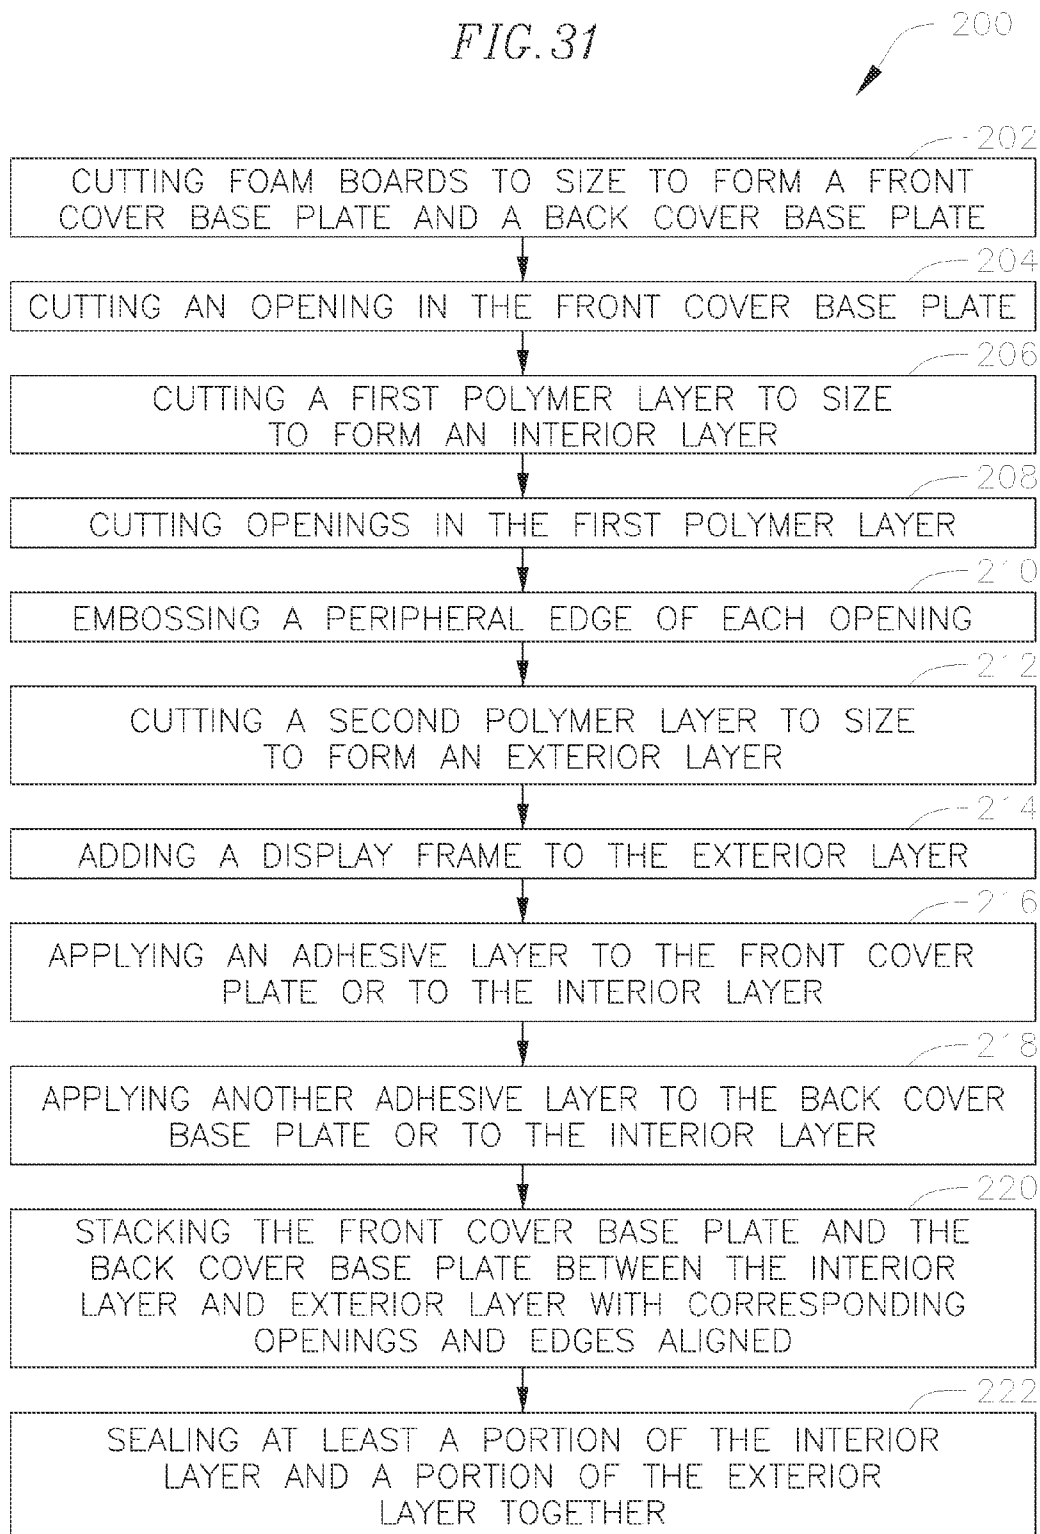 FIG.31
200
202
CUTTING FOAM BOARDS TO SIZE TO FORM A FRONT
COVER BASE PLATE AND A BACK COVER BASE PLATE
204
CUTTING AN OPENING IN THE FRONT COVER BASE PLATE
206
CUTTING A FIRST POLYMER LAYER TO SIZE
TO FORM AN INTERIOR LAYER
208
CUTTING OPENINGS IN THE FIRST POLYMER LAYER
210
EMBOSSING A PERIPHERAL EDGE OF EACH OPENING
212
CUTTING A SECOND POLYMER LAYER TO SIZE
TO FORM AN EXTERIOR LAYER
214
ADDING A DISPLAY FRAME TO THE EXTERIOR LAYER
216
APPLYING AN ADHESIVE LAYER TO THE FRONT COVER
PLATE OR TO THE INTERIOR LAYER
218
APPLYING ANOTHER ADHESIVE LAYER TO THE BACK COVER
BASE PLATE OR TO THE INTERIOR LAYER
220
STACKING THE FRONT COVER BASE PLATE AND THE
BACK COVER BASE PLATE BETWEEN THE INTERIOR
LAYER AND EXTERIOR LAYER WITH CORRESPONDING
OPENINGS AND EDGES ALIGNED
222
SEALING AT LEAST A PORTION OF THE INTERIOR
LAYER AND A PORTION OF THE EXTERIOR
LAYER TOGETHER